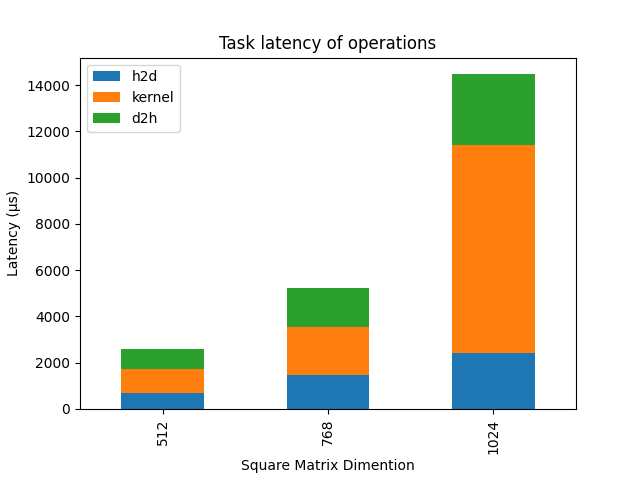 Task latency of operations
h2d
kernel
d2h
14000
12000
10000
8000
6000
4000
2000
0
Latency (µs)
512
768
1024
Square Matrix Dimention